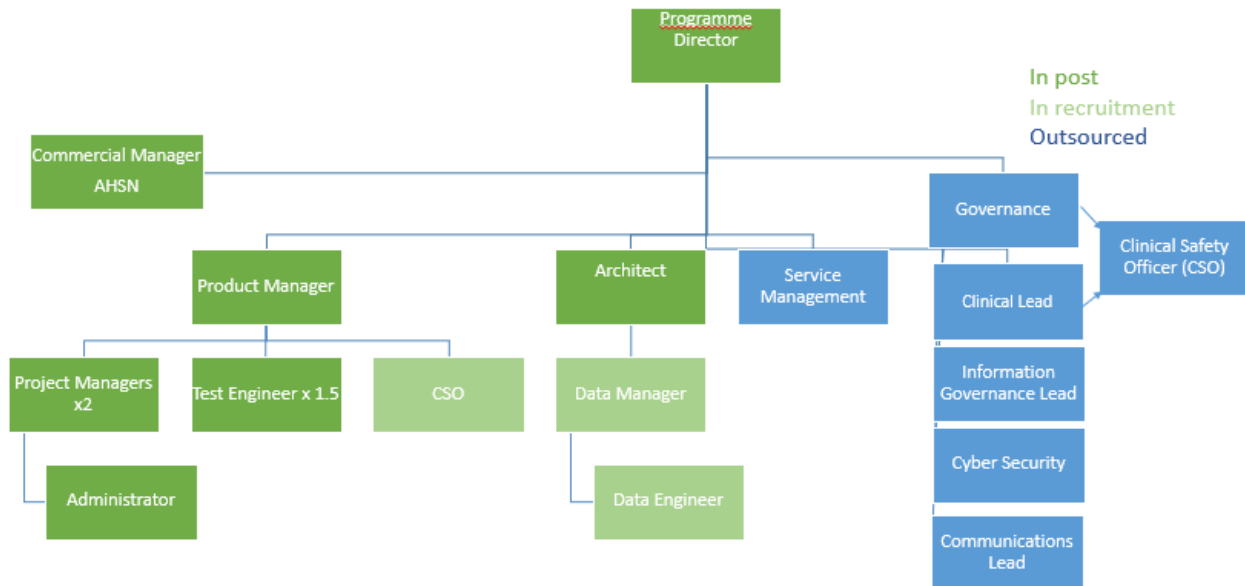 Programme
Director
In post
In recruitment
Outsourced
Commercial Manager
AHSN
Governance
Clinical Safety
Officer (CSO)
Product Manager
Architect
Service
Management
Clinical Lead
Project Managers
x2
Test Engineer x 1.5
CSO
Data Manager
Information
Governance Lead
Administrator
Data Engineer
Cyber Security
Communications
Lead